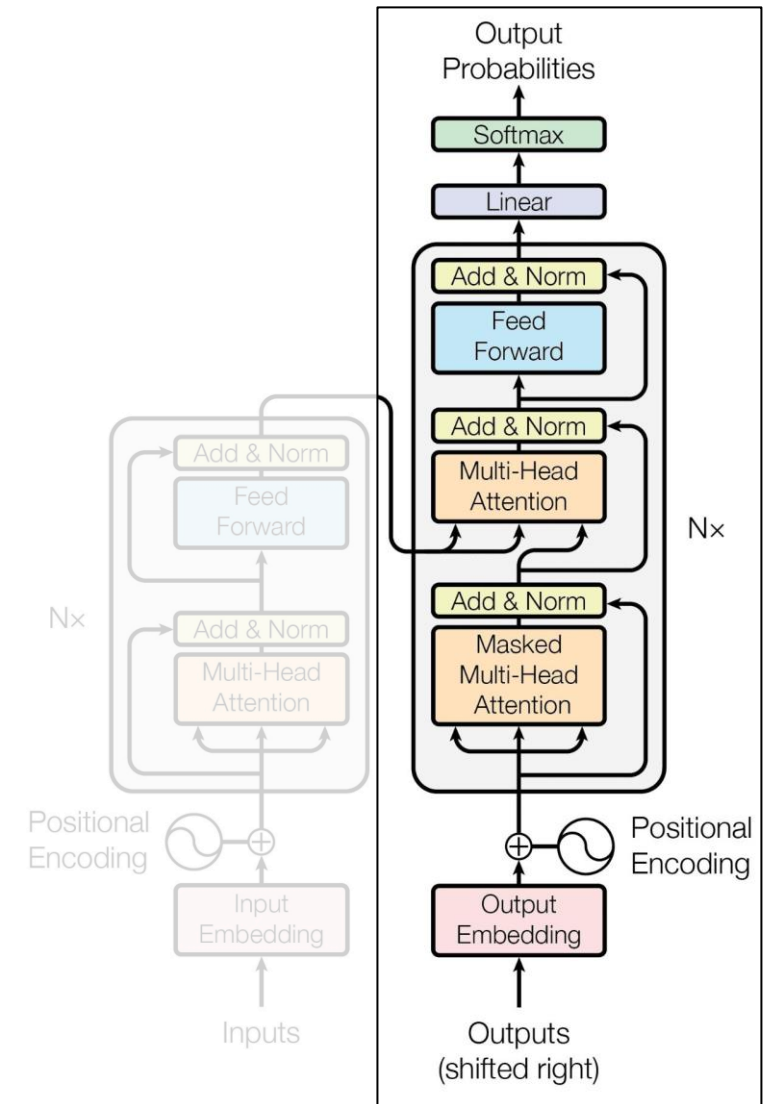 Output
Probabilities
Softmax
Linear
Add & Norm
Feed
Forward
Add & Norm
Multi-Head
Attention
Nx
Add & Norm
Masked
Multi-Head
Attention
Positional
Encoding
Output
Embedding
Outputs
(shifted right)
Add & Norm
Feed
Forward
Nx
Add & Norm
Multi-Head
Attention
Positional
Encoding
Input
Embedding
Inputs